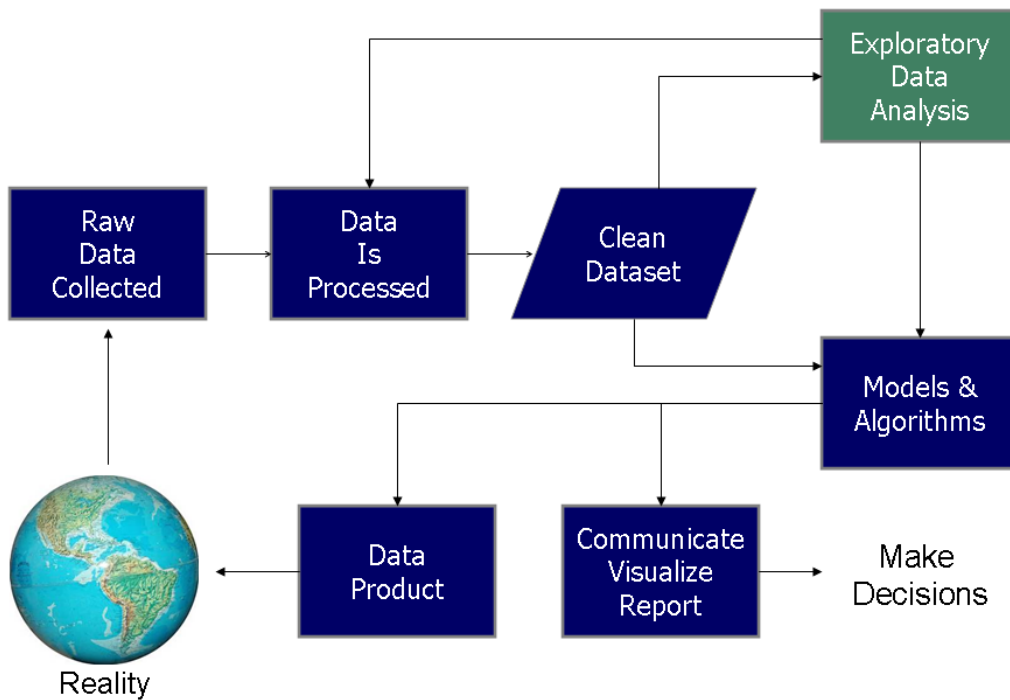 Exploratory
Data
Analysis
Raw
Data
Collected
Data
Is
Processed
Clean
Dataset
Models &
Algorithms
Data
Product
Communicate
Visualize
Report
Make
Decisions
Reality